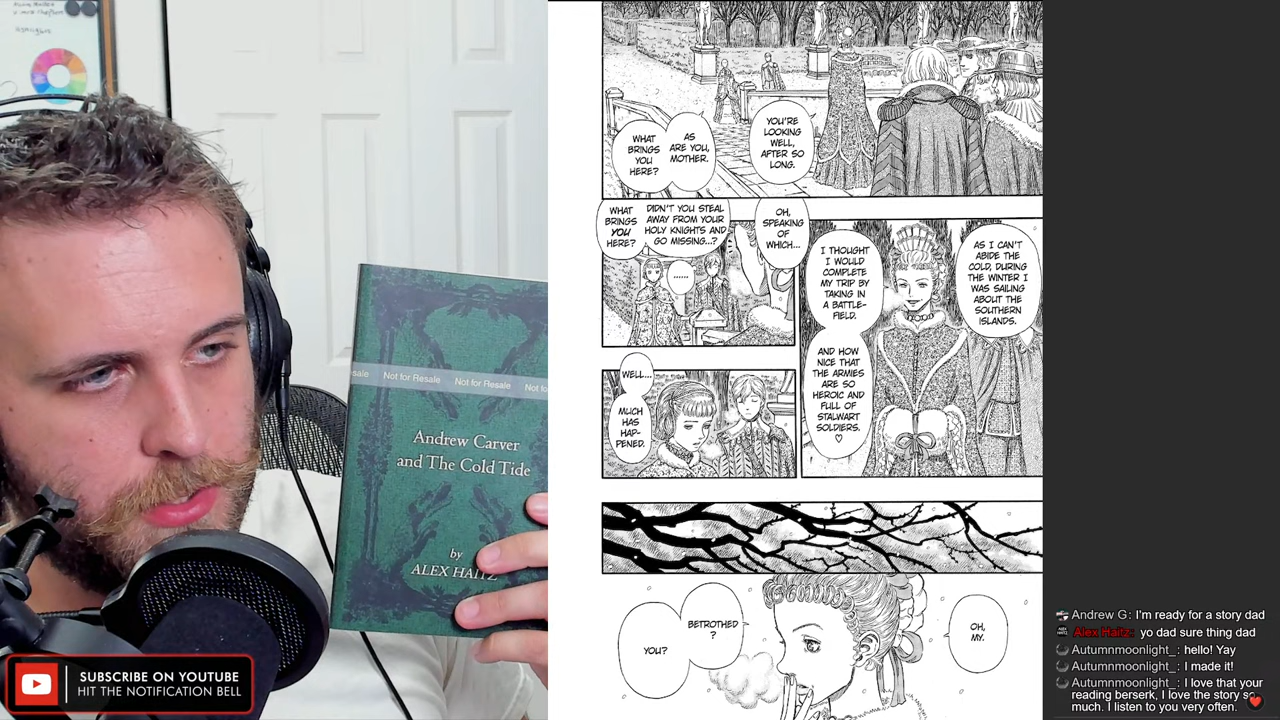 YOU'RE
LOOKING
WELL,
AFTER SO
LONG.
AS
ARE YOU,
MOTHER.
WHAT
BRINGS
YOU
HERE?
AS I CAN'T
ABIDE THE
COLD, DURING
THE WINTER I
WAS SAILING
ABOUT THE
SOUTHERN
ISLANDS.
I THOUGHT
I WOULD
COMPLETE
MY TRIP BY
TAKING IN
A BATTLE-
FIELD.
AND HOW
NICE THAT
THE ARMIES
ARE SO
HEROIC AND
FULL OF
STALWART
SOLDIERS.
♡
OH,
SPEAKING
OF
WHICH...
DIDN'T YOU STEAL
AWAY FROM YOUR
HOLY KNIGHTS AND
GO MISSING...?
WHAT
BRINGS
YOU
HERE?
......
WELL...
MUCH
HAS
HAP-
PENED.
OH,
MY.
BETROTHED
?
YOU?
sale Not for Resale Not for Resale Not fo
Andrew Carver
and The Cold Tide
by
ALEX HAITZ
SUBSCRIBE ON YOUTUBE
HIT THE NOTIFICATION BELL
Andrew G: I'm ready for a story dad
Alex Haitz: yo dad sure thing dad
Autumnmoonlight_: hello! Yay
Autumnmoonlight_: I made it!
Autumnmoonlight_: I love that your
reading berserk, I love the story so
much. I listen to you very often.